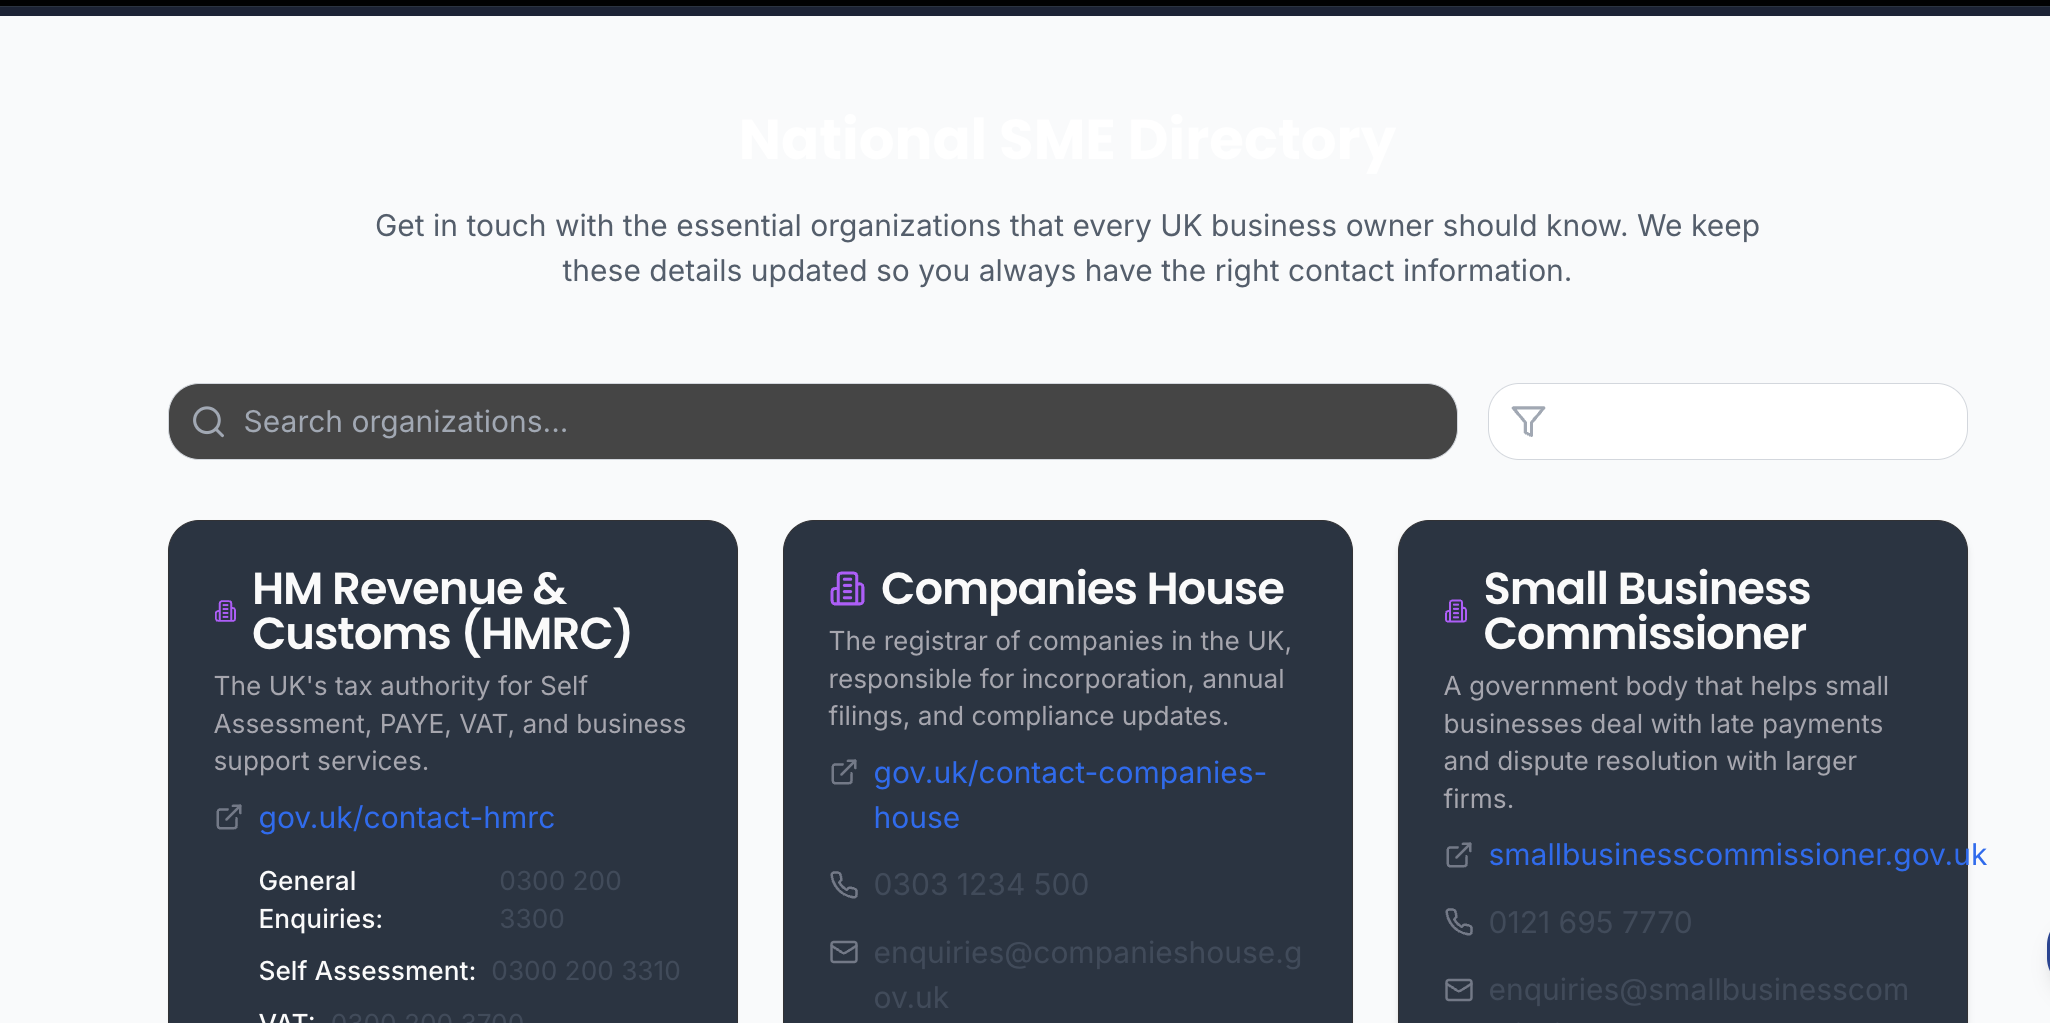 National SME Directory
Get in touch with the essential organizations that every UK business owner should know. We keep
these details updated so you always have the right contact information.
Search organizations...
HM Revenue &
Customs (HMRC)
The UK's tax authority for Self
Assessment, PAYE, VAT, and business
support services.
gov.uk/contact-hmrc
General
Enquiries:
0300 200
3300
Self Assessment: 0300 200 3310
VAT: 0300 200 3700
Companies House
The registrar of companies in the UK,
responsible for incorporation, annual
filings, and compliance updates.
gov.uk/contact-companies-
house
0303 1234 500
enquiries@companieshouse.g
ov.uk
Small Business
Commissioner
A government body that helps small
businesses deal with late payments
and dispute resolution with larger
firms.
smallbusinesscommissioner.gov.uk
0121 695 7770
enquiries@smallbusinesscom